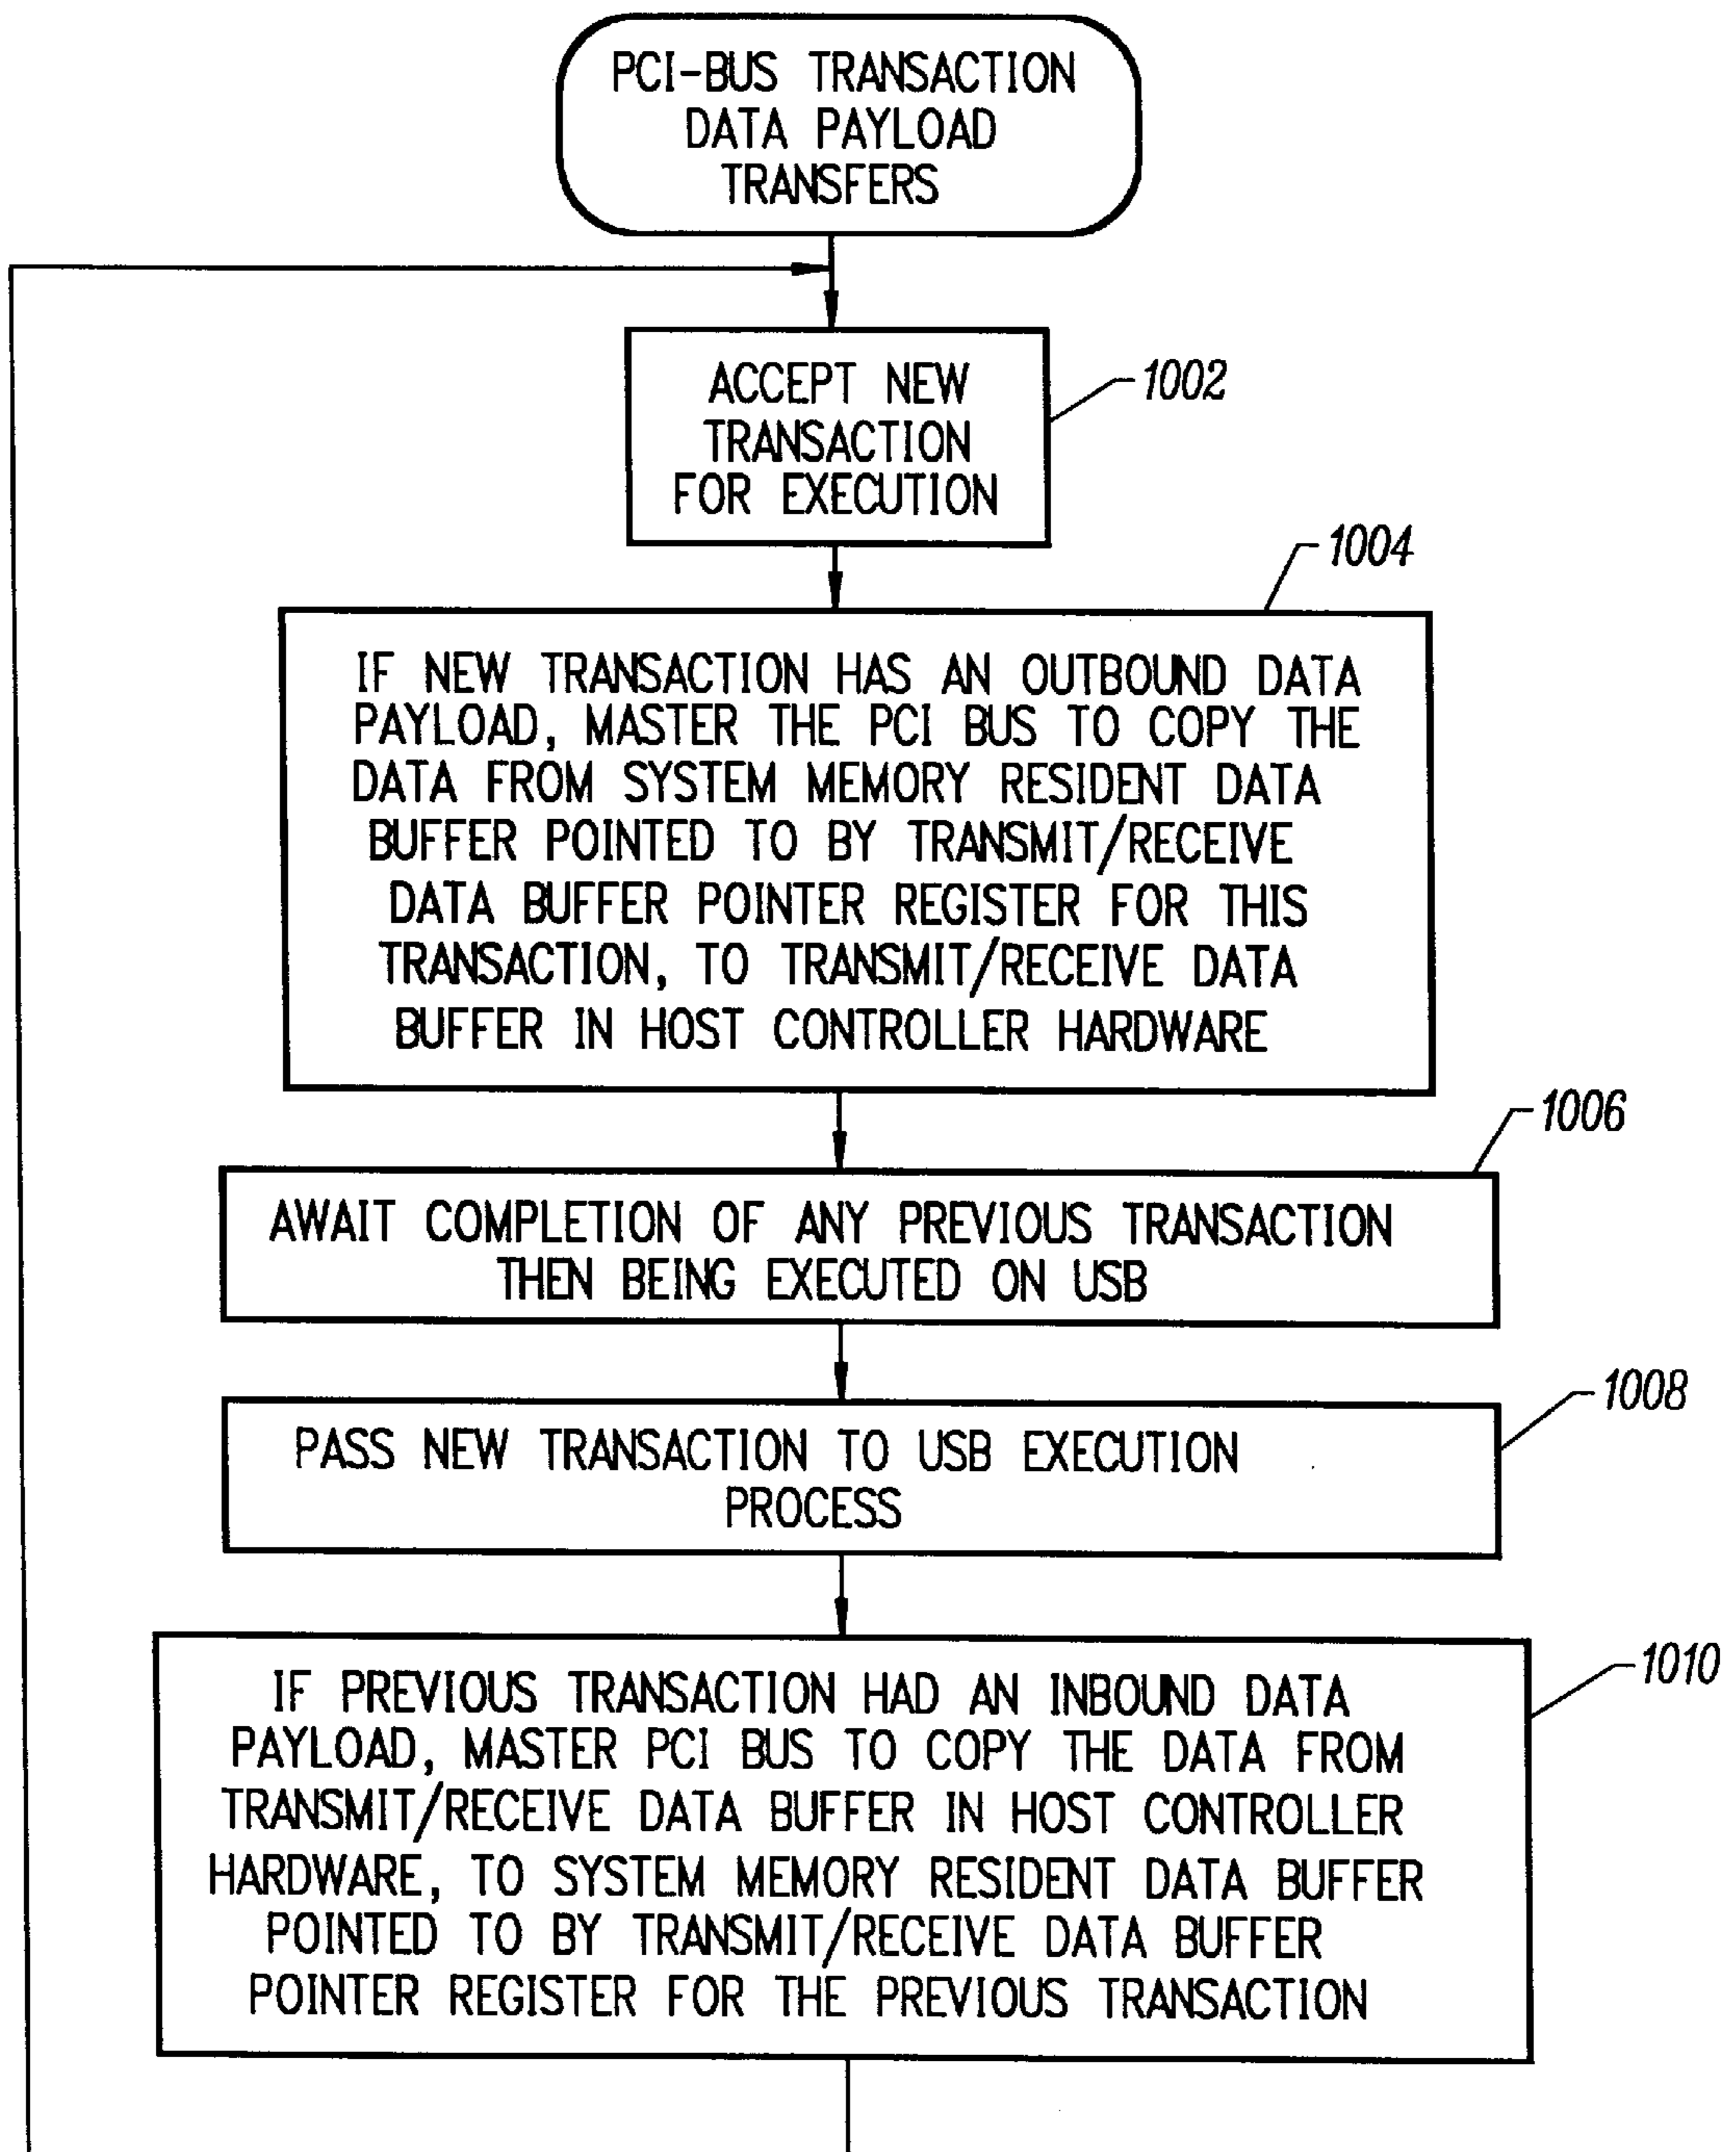 PCI-BUS TRANSACTION
DATA PAYLOAD
TRANSFERS
ACCEPT NEW
TRANSACTION
FOR EXECUTION
1002
1004
IF NEW TRANSACTION HAS AN OUTBOUND DATA
PAYLOAD, MASTER THE PCI BUS TO COPY THE
DATA FROM SYSTEM MEMORY RESIDENT DATA
BUFFER POINTED TO BY TRANSMIT/RECEIVE
DATA BUFFER POINTER REGISTER FOR THIS
TRANSACTION, TO TRANSMIT/RECEIVE DATA
BUFFER IN HOST CONTROLLER HARDWARE
1006
AWAIT COMPLETION OF ANY PREVIOUS TRANSACTION
THEN BEING EXECUTED ON USB
1008
PASS NEW TRANSACTION TO USB EXECUTION
PROCESS
1010
IF PREVIOUS TRANSACTION HAD AN INBOUND DATA
PAYLOAD, MASTER PCI BUS TO COPY THE DATA FROM
TRANSMIT/RECEIVE DATA BUFFER IN HOST CONTROLLER
HARDWARE, TO SYSTEM MEMORY RESIDENT DATA BUFFER
POINTED TO BY TRANSMIT/RECEIVE DATA BUFFER
POINTER REGISTER FOR THE PREVIOUS TRANSACTION